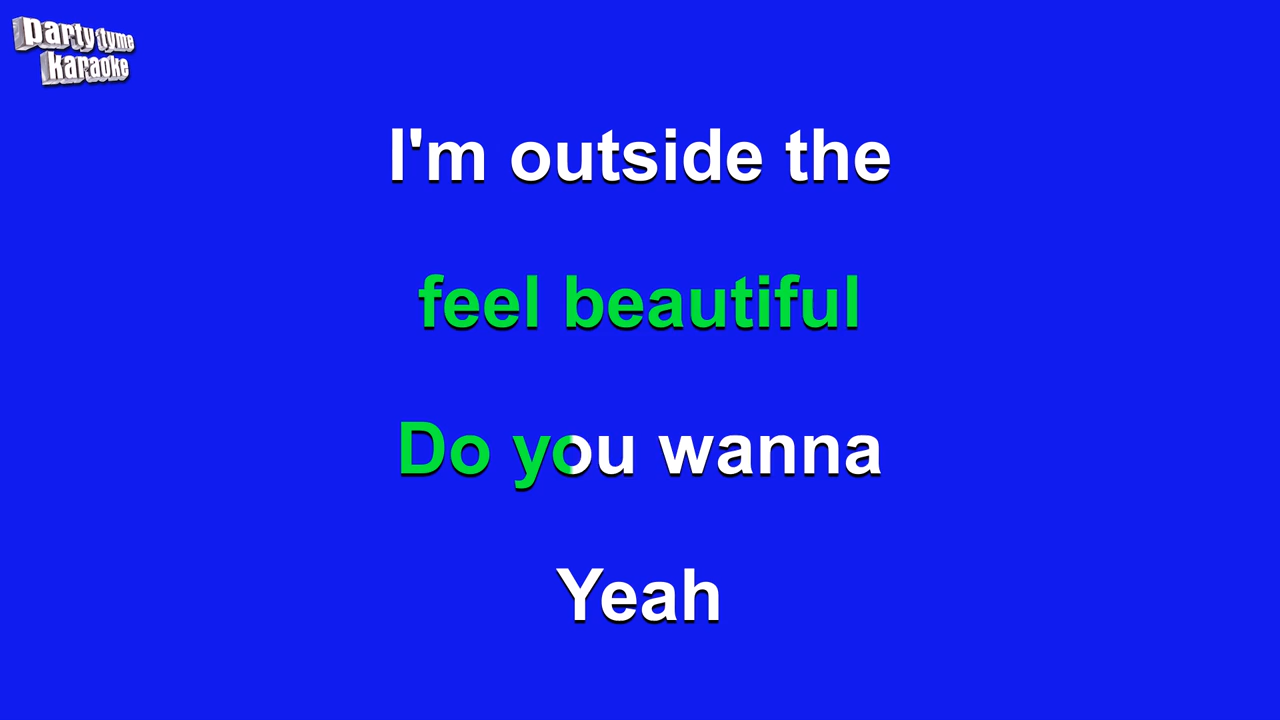 party tyme
karaoke
I'm outside the
feel beautiful
Do you wanna
Yeah